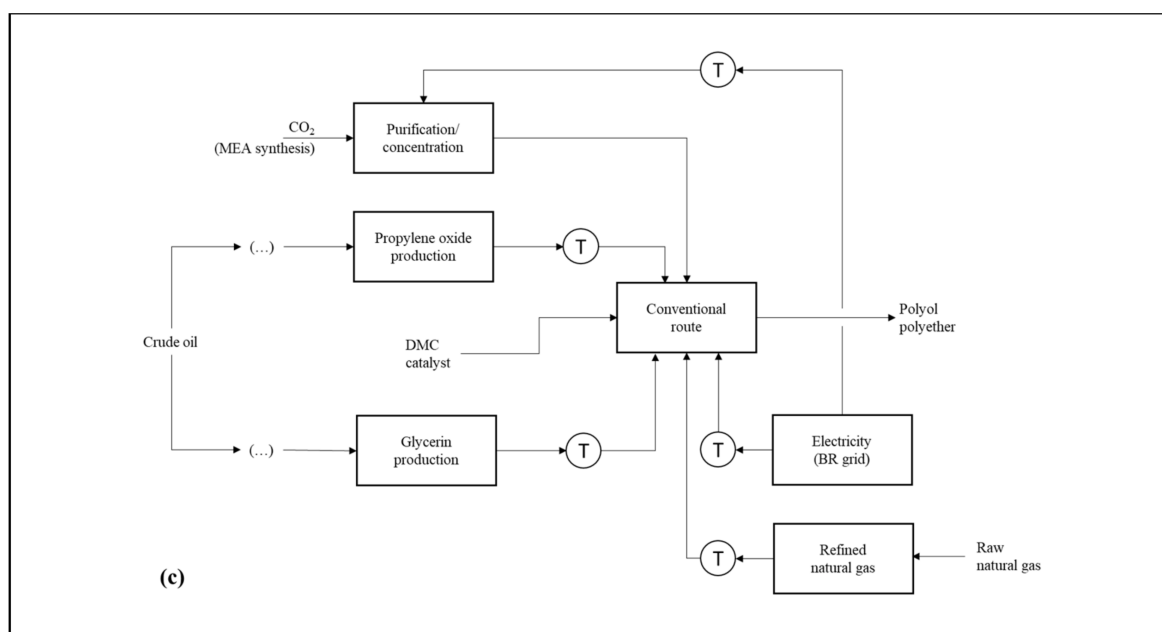 T
CO₂
(MEA synthesis)
Purification/
concentration
(...)
Propylene oxide
production
T
Crude oil
DMC
catalyst
Conventional
route
Polyol
polyether
(...)
Glycerin
production
T
T
Electricity
(BR grid)
T
Refined
natural gas
Raw
natural gas
(c)